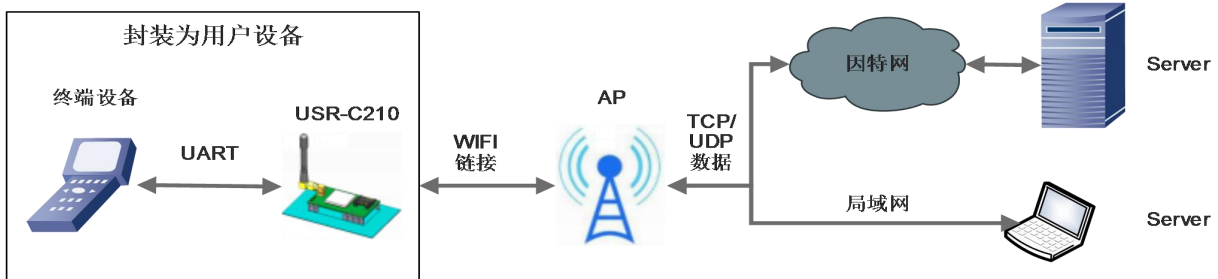 封装为用户设备
终端设备
USR-C210
UART
WIFI
链接
AP
TCP/
UDP
数据
因特网
Server
局域网
Server